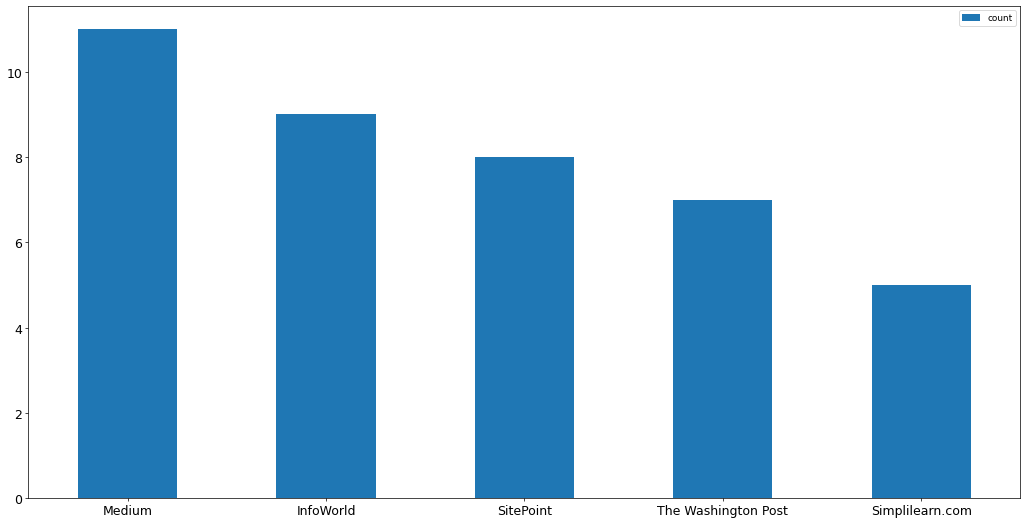 count
10
8
6
4
2
0
Medium
InfoWorld
SitePoint
The Washington Post
Simplilearn.com